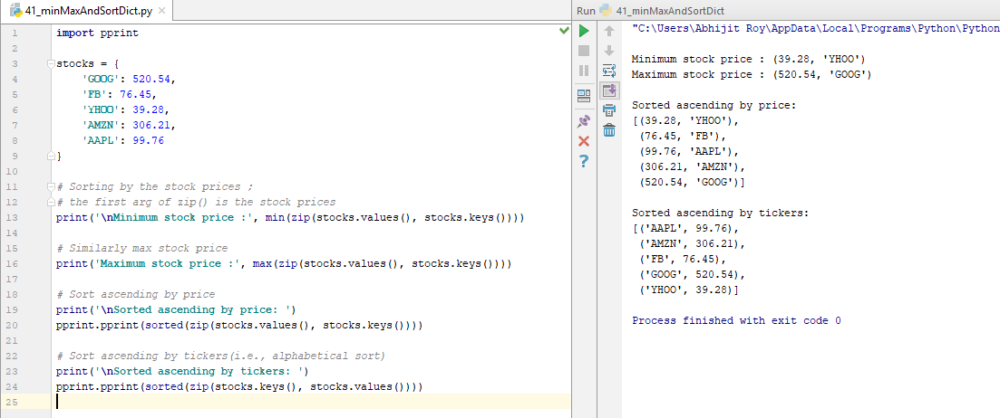 41_minMaxAndSortDict.py
1 import pprint
2
3 stocks = {
4     'GOOG': 520.54,
5     'FB': 76.45,
6     'YHOO': 39.28,
7     'AMZN': 306.21,
8     'AAPL': 99.76
9 }
10
11 # Sorting by the stock prices ;
12 # the first arg of zip() is the stock prices
13 print('\nMinimum stock price :', min(zip(stocks.values(), stocks.keys())))
14
15 # Similarly max stock price
16 print('Maximum stock price :', max(zip(stocks.values(), stocks.keys())))
17
18 # Sort ascending by price
19 print('\nSorted ascending by price: ')
20 pprint.pprint(sorted(zip(stocks.values(), stocks.keys())))
21
22 # Sort ascending by tickers(i.e., alphabetical sort)
23 print('\nSorted ascending by tickers: ')
24 pprint.pprint(sorted(zip(stocks.keys(), stocks.values())))
25
Run 41_minMaxAndSortDict
"C:\Users\Abhijit Roy\AppData\Local\Programs\Python\Python
Minimum stock price : (39.28, 'YHOO')
Maximum stock price : (520.54, 'GOOG')
Sorted ascending by price:
[(39.28, 'YHOO'),
 (76.45, 'FB'),
 (99.76, 'AAPL'),
 (306.21, 'AMZN'),
 (520.54, 'GOOG')]
Sorted ascending by tickers:
[('AAPL', 99.76),
 ('AMZN', 306.21),
 ('FB', 76.45),
 ('GOOG', 520.54),
 ('YHOO', 39.28)]
Process finished with exit code 0